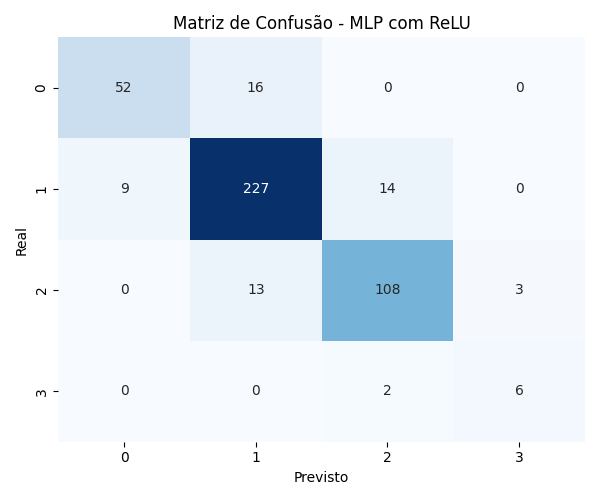 Matriz de Confusão - MLP com ReLU
0 52 16 0 0
1 9 227 14 0
Real
2 0 13 108 3
3 0 0 2 6
0 1 2 3
Previsto